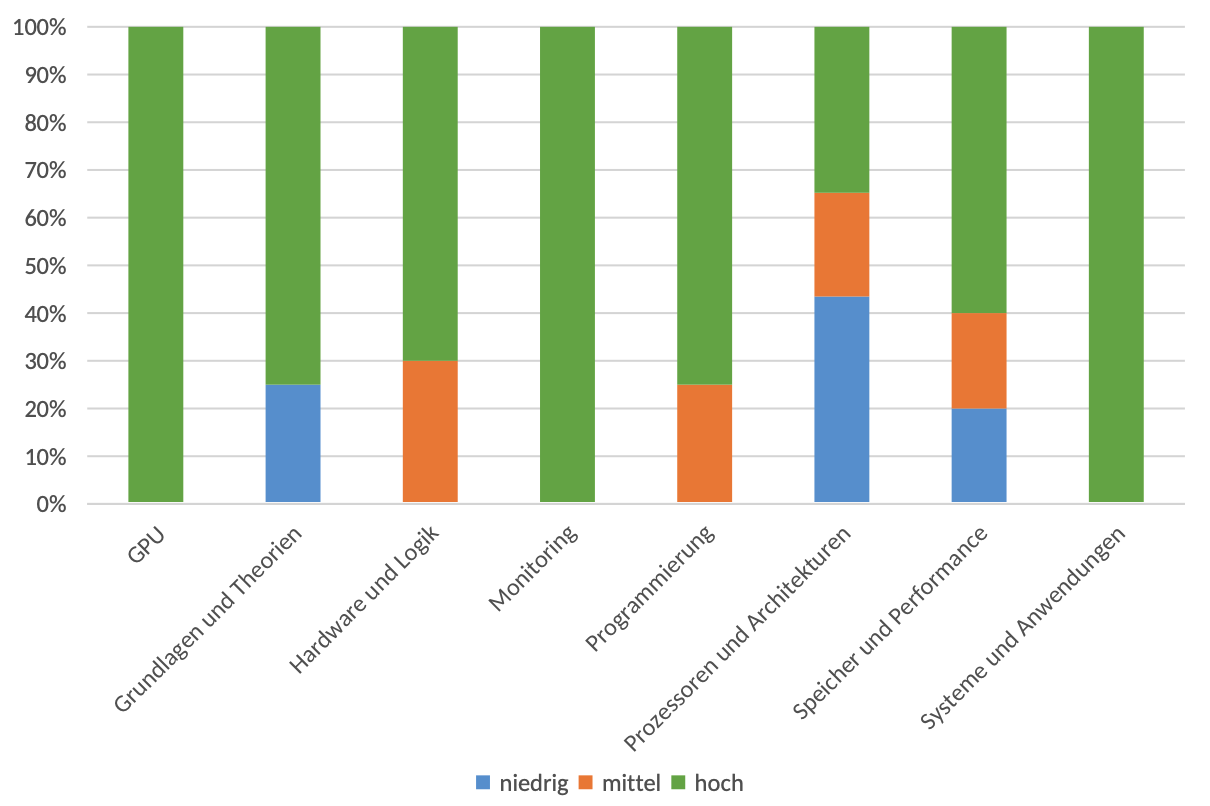 100%
90%
80%
70%
60%
50%
40%
30%
20%
10%
0%
GPU
Grundlagen und Theorien
Hardware und Logik
Monitoring
Programmierung
Prozessoren und Architekturen
Speicher und Performance
Systeme und Anwendungen
niedrig mittel hoch